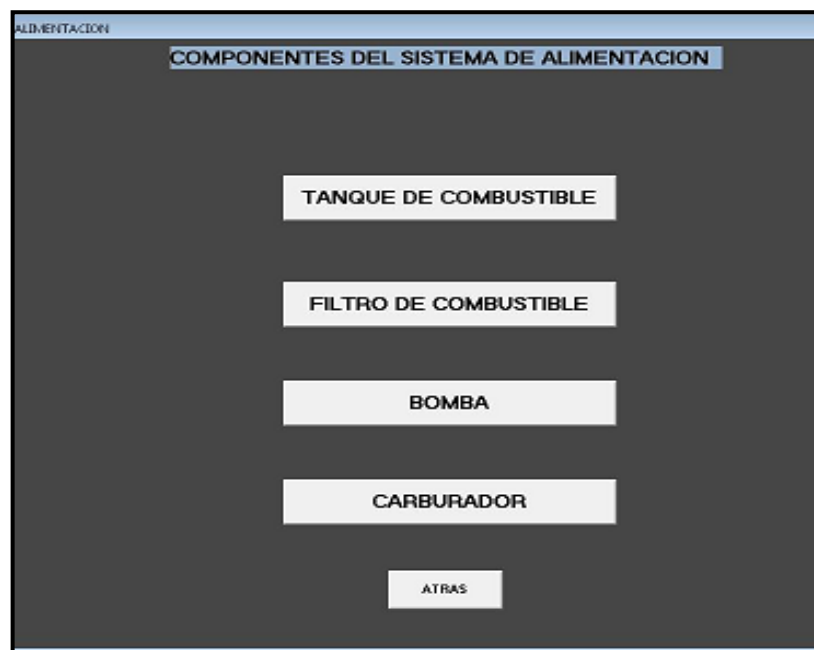 ALIMENTACION
COMPONENTES DEL SISTEMA DE ALIMENTACION
TANQUE DE COMBUSTIBLE
FILTRO DE COMBUSTIBLE
BOMBA
CARBURADOR
ATRAS